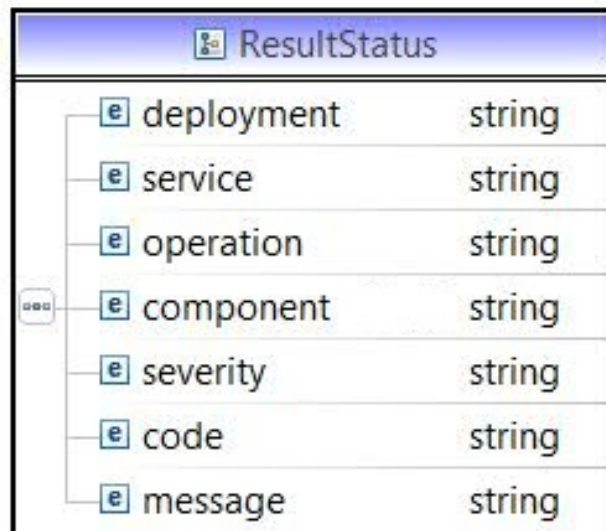 ResultStatus
e deployment string
e service string
e operation string
e component string
e severity string
e code string
e message string